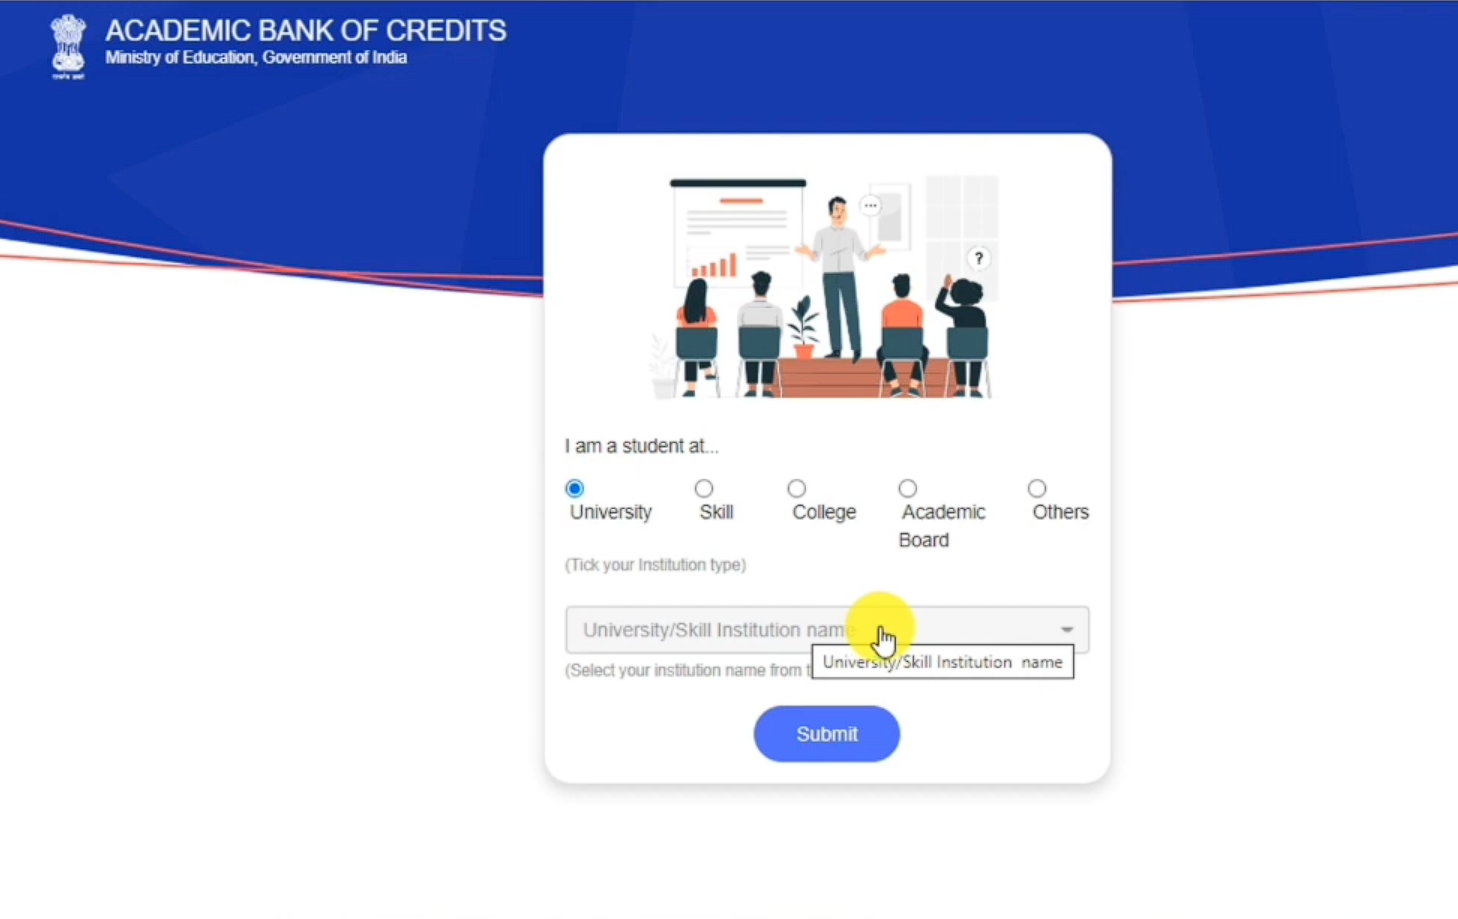 ACADEMIC BANK OF CREDITS
Ministry of Education, Government of India
...
?
I am a student at...
University Skill College Academic Board Others
(Tick your Institution type)
University/Skill Institution name
University/Skill Institution name
(Select your institution name from
Submit